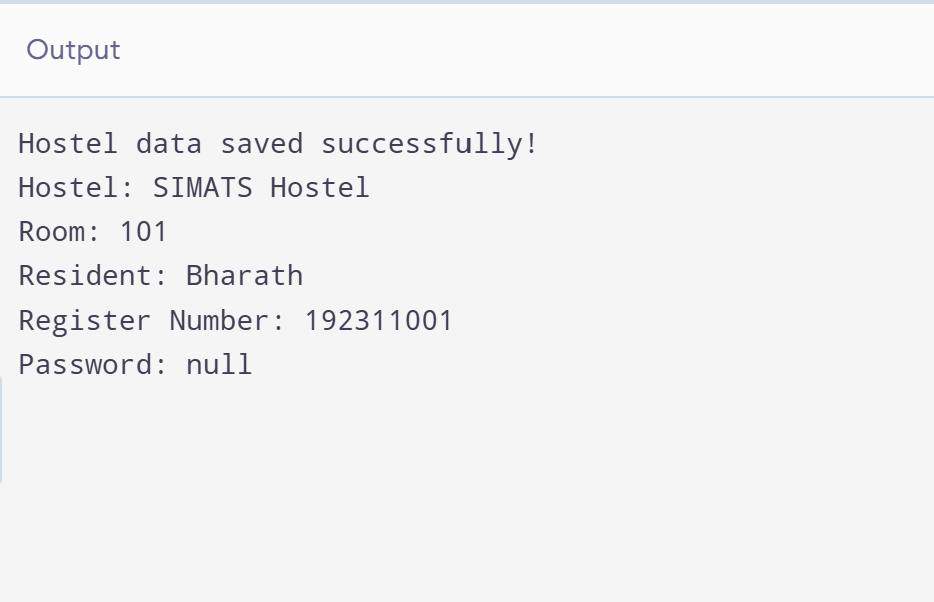 Output
Hostel data saved successfully!
Hostel: SIMATS Hostel
Room: 101
Resident: Bharath
Register Number: 192311001
Password: null